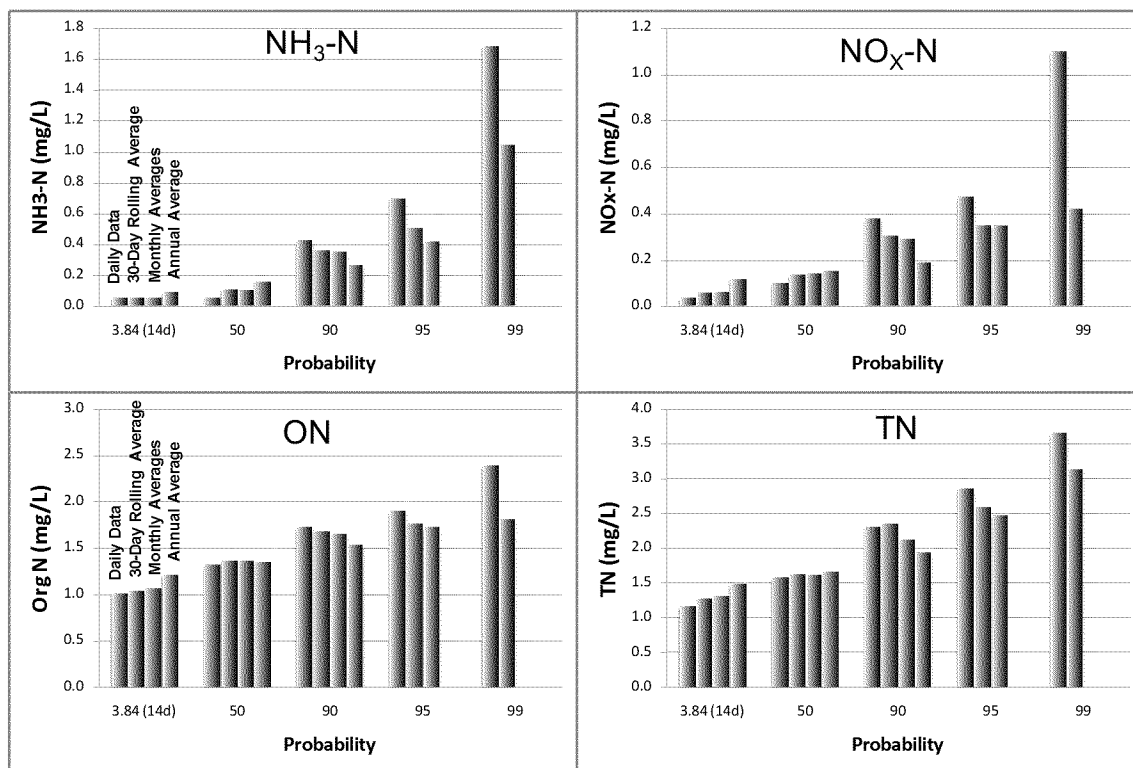 NH3-N
NH3-N (mg/L)
1.8
1.6
1.4
1.2
1.0
0.8
0.6
0.4
0.2
0.0
Daily Data
30-Day Rolling Average
Monthly Averages
Annual Average
3.84 (14d) 50 90 95 99
Probability
NOX-N
NOx-N (mg/L)
1.2
1.0
0.8
0.6
0.4
0.2
0.0
3.84 (14d) 50 90 95 99
Probability
ON
Org N (mg/L)
3.0
2.5
2.0
1.5
1.0
0.5
0.0
Daily Data
30-Day Rolling Average
Monthly Averages
Annual Average
3.84 (14d) 50 90 95 99
Probability
TN
TN (mg/L)
4.0
3.5
3.0
2.5
2.0
1.5
1.0
0.5
0.0
3.84 (14d) 50 90 95 99
Probability